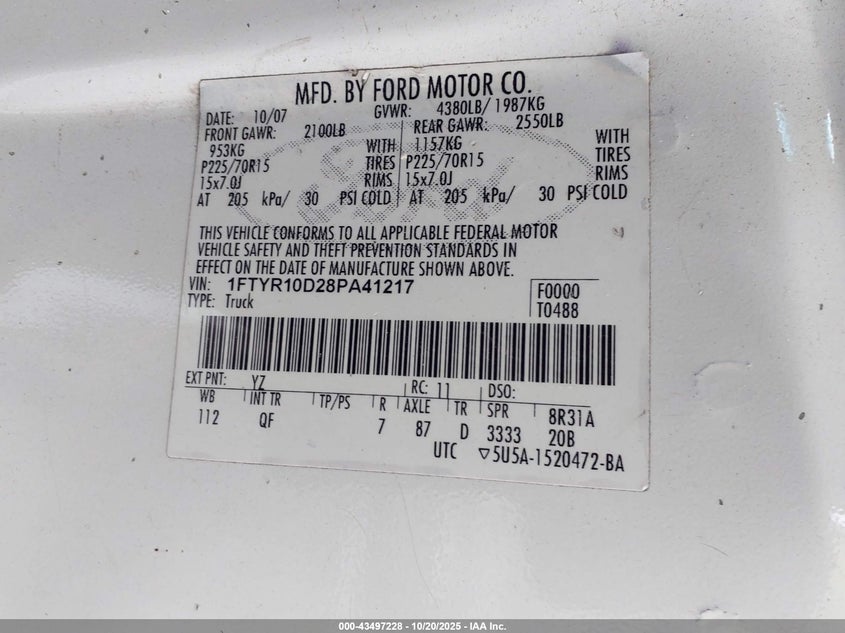 MFD. BY FORD MOTOR CO.
DATE: 10/07 GVWR: 4380LB/ 1987KG
FRONT GAWR: 2100LB REAR GAWR: 2550LB
953KG WITH 1157KG WITH
P225/70R15 TIRES P225/70R15 TIRES
15x7.0J RIMS 15x7.0J RIMS
AT 205 kPa/ 30 PSI COLD AT 205 kPa/ 30 PSI COLD
THIS VEHICLE CONFORMS TO ALL APPLICABLE FEDERAL MOTOR
VEHICLE SAFETY AND THEFT PREVENTION STANDARDS IN
EFFECT ON THE DATE OF MANUFACTURE SHOWN ABOVE.
VIN: 1FTYR10D28PA41217 F0000
TYPE: Truck T0488
EXT PNT: YZ RC: 11 DSO:
WB INT TR TP/PS R AXLE TR SPR 8R31A
112 QF 7 87 D 3333 20B
UTC ▽5U5A-1520472-BA
000-43497228 - 10/20/2025 - IAA Inc.